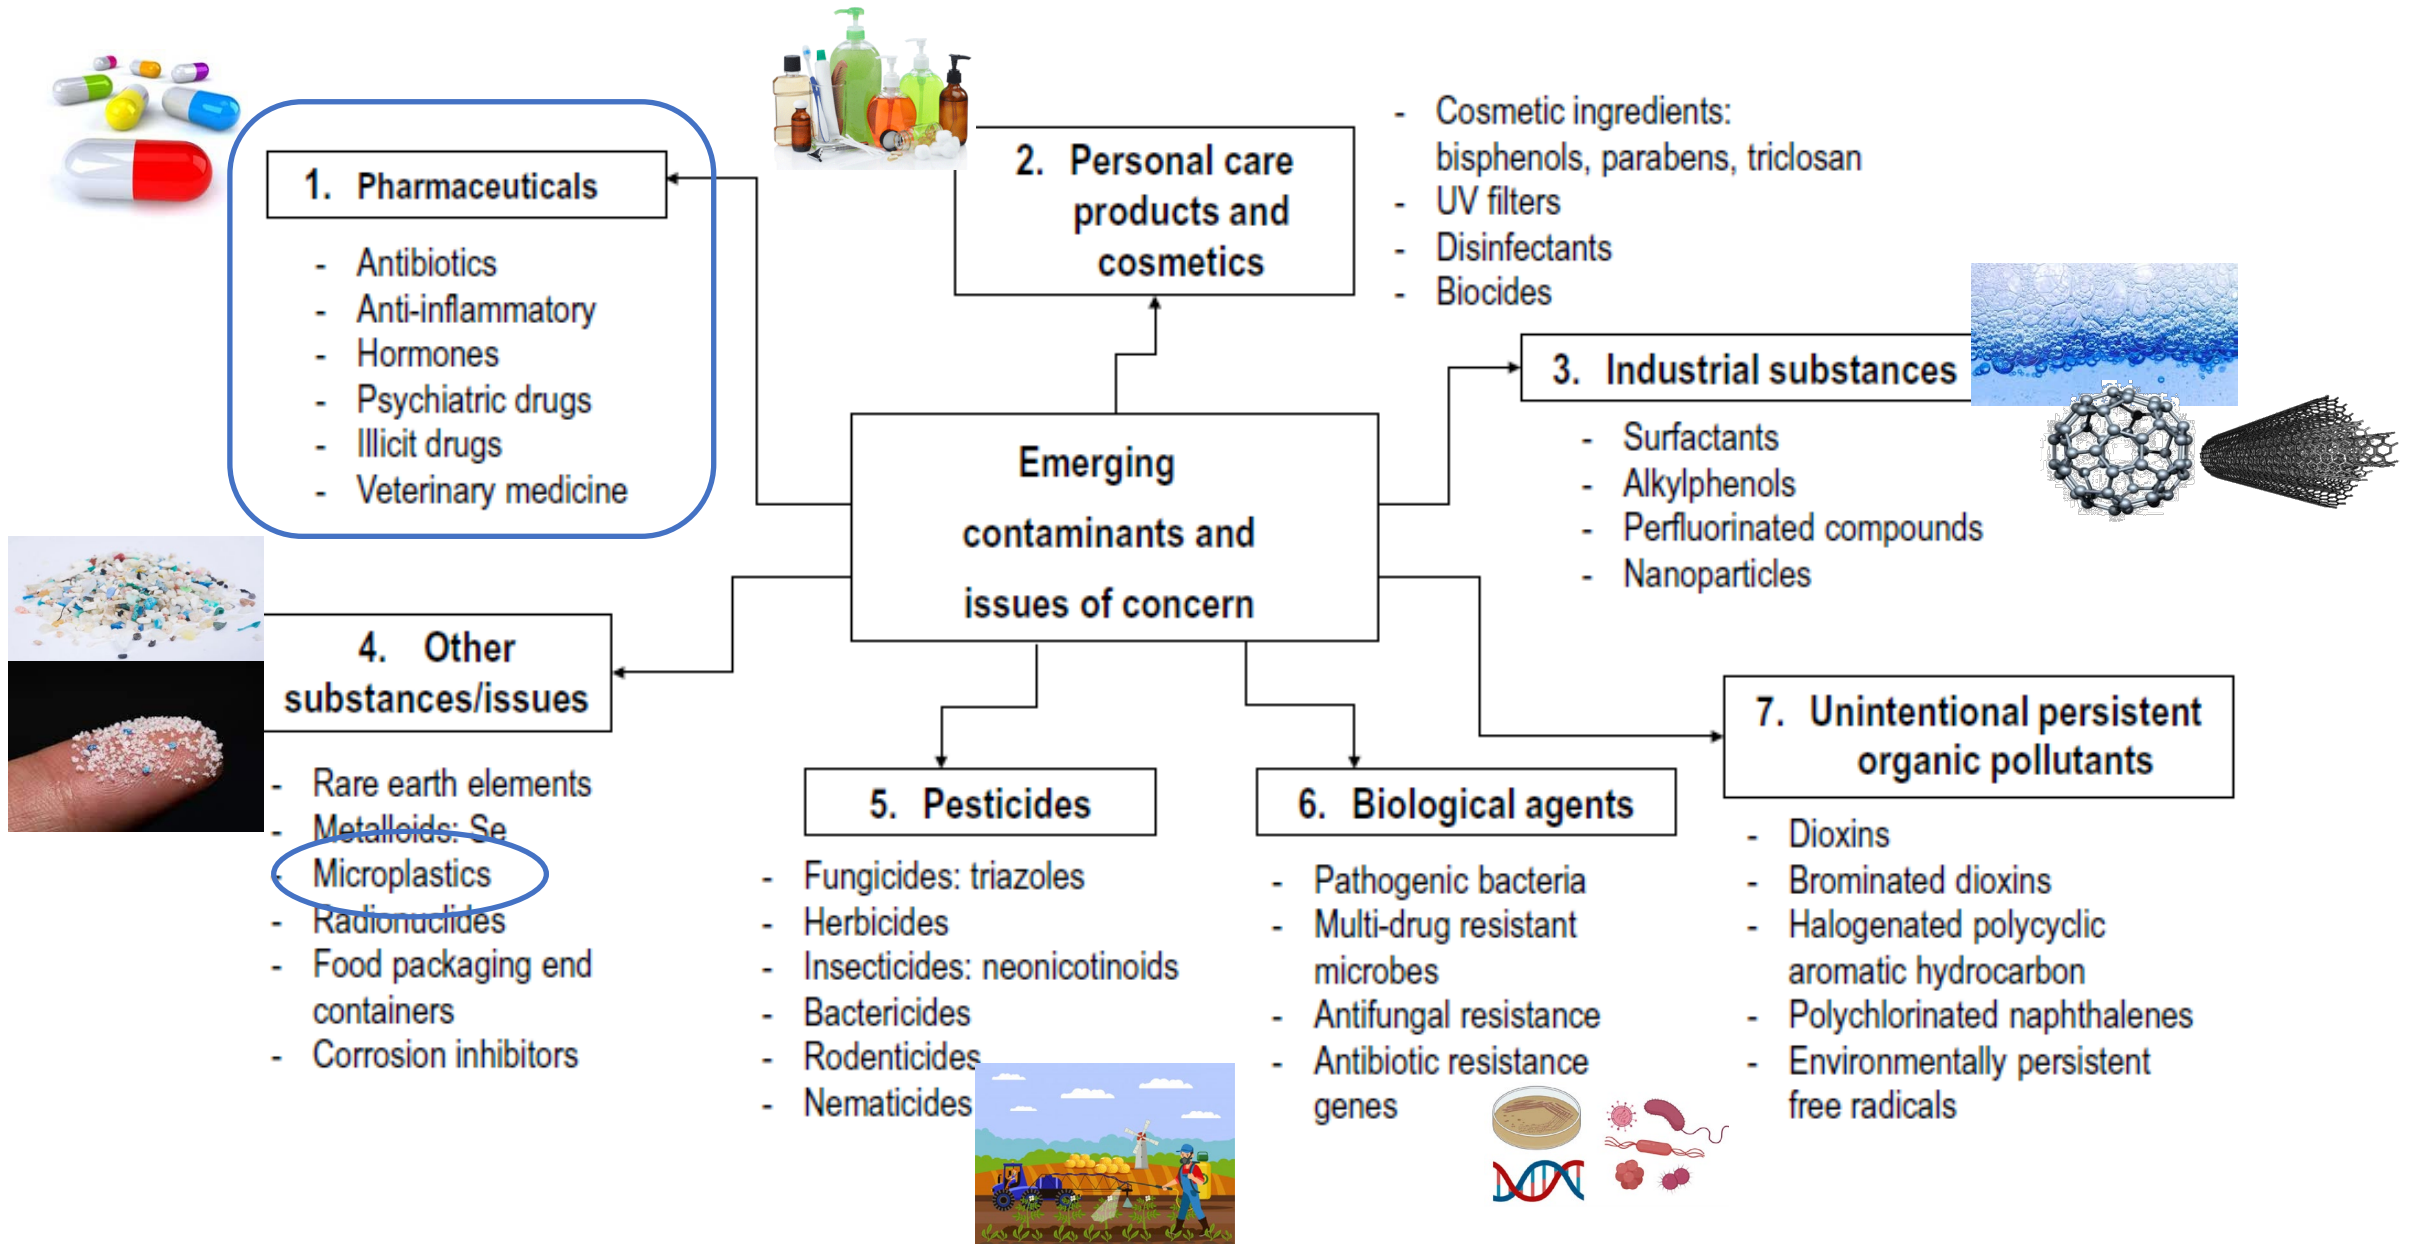 1. Pharmaceuticals
- Antibiotics
- Anti-inflammatory
- Hormones
- Psychiatric drugs
- Illicit drugs
- Veterinary medicine
2. Personal care
products and
cosmetics
- Cosmetic ingredients:
bisphenols, parabens, triclosan
- UV filters
- Disinfectants
- Biocides
3. Industrial substances
- Surfactants
- Alkylphenols
- Perfluorinated compounds
- Nanoparticles
Emerging
contaminants and
issues of concern
4. Other
substances/issues
- Rare earth elements
- Metalloids: Se
- Microplastics
- Radionuclides
- Food packaging end
containers
- Corrosion inhibitors
5. Pesticides
- Fungicides: triazoles
- Herbicides
- Insecticides: neonicotinoids
- Bactericides
- Rodenticides
- Nematicides
6. Biological agents
- Pathogenic bacteria
- Multi-drug resistant
microbes
- Antifungal resistance
- Antibiotic resistance
genes
7. Unintentional persistent
organic pollutants
- Dioxins
- Brominated dioxins
- Halogenated polycyclic
aromatic hydrocarbon
- Polychlorinated naphthalenes
- Environmentally persistent
free radicals